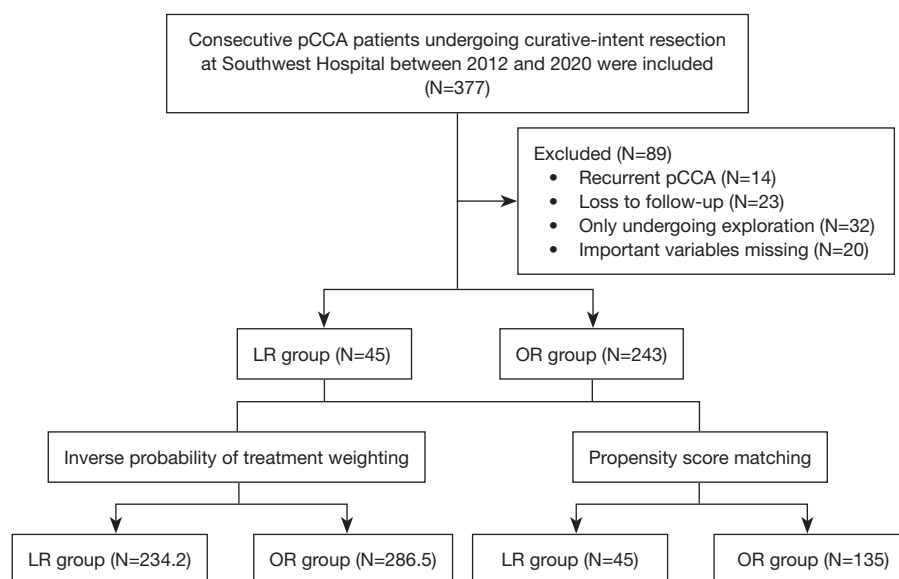 Consecutive pCCA patients undergoing curative-intent resection
at Southwest Hospital between 2012 and 2020 were included
(N=377)
Excluded (N=89)
• Recurrent pCCA (N=14)
• Loss to follow-up (N=23)
• Only undergoing exploration (N=32)
• Important variables missing (N=20)
LR group (N=45)
OR group (N=243)
Inverse probability of treatment weighting
Propensity score matching
LR group (N=234.2)
OR group (N=286.5)
LR group (N=45)
OR group (N=135)